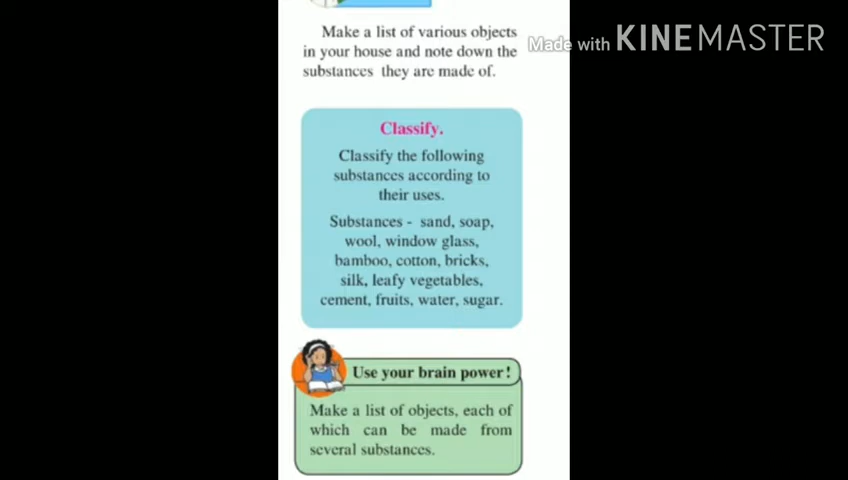 Make a list of various objects
in your house and note down the
substances they are made of.
Made with KINEMASTER
Classify.
Classify the following
substances according to
their uses.
Substances - sand, soap,
wool, window glass,
bamboo, cotton, bricks,
silk, leafy vegetables,
cement, fruits, water, sugar.
Use your brain power!
Make a list of objects, each of
which can be made from
several substances.